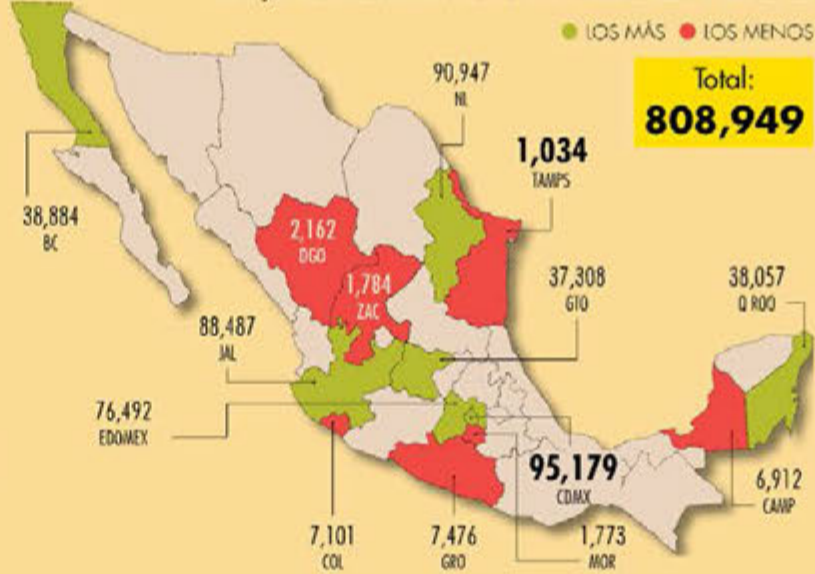 LOS MÁS LOS MENOS
Total:
808,949
90,947
NL
1,034
TAMPS
38,884
BC
2,162
DGO
1,784
ZAC
37,308
GTO
38,057
Q ROO
88,487
JAL
76,492
EDOMEX
95,179
CDMX
6,912
CAMP
7,101
COL
7,476
GRO
1,773
MOR